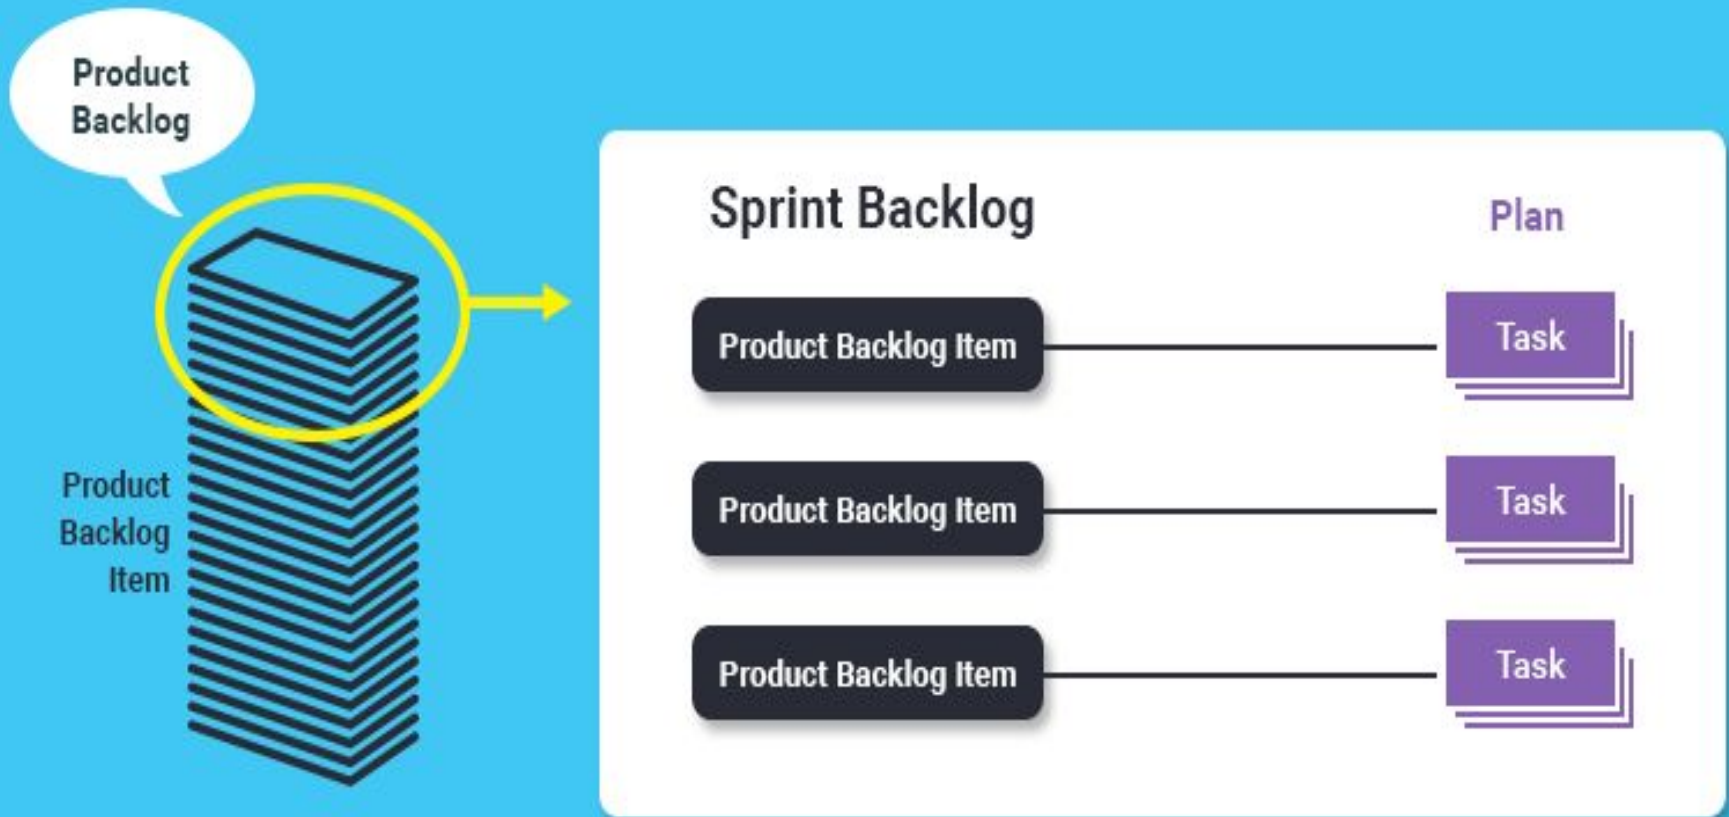 Product
Backlog
Product
Backlog
Item
Sprint Backlog
Plan
Product Backlog Item
Task
Product Backlog Item
Task
Product Backlog Item
Task